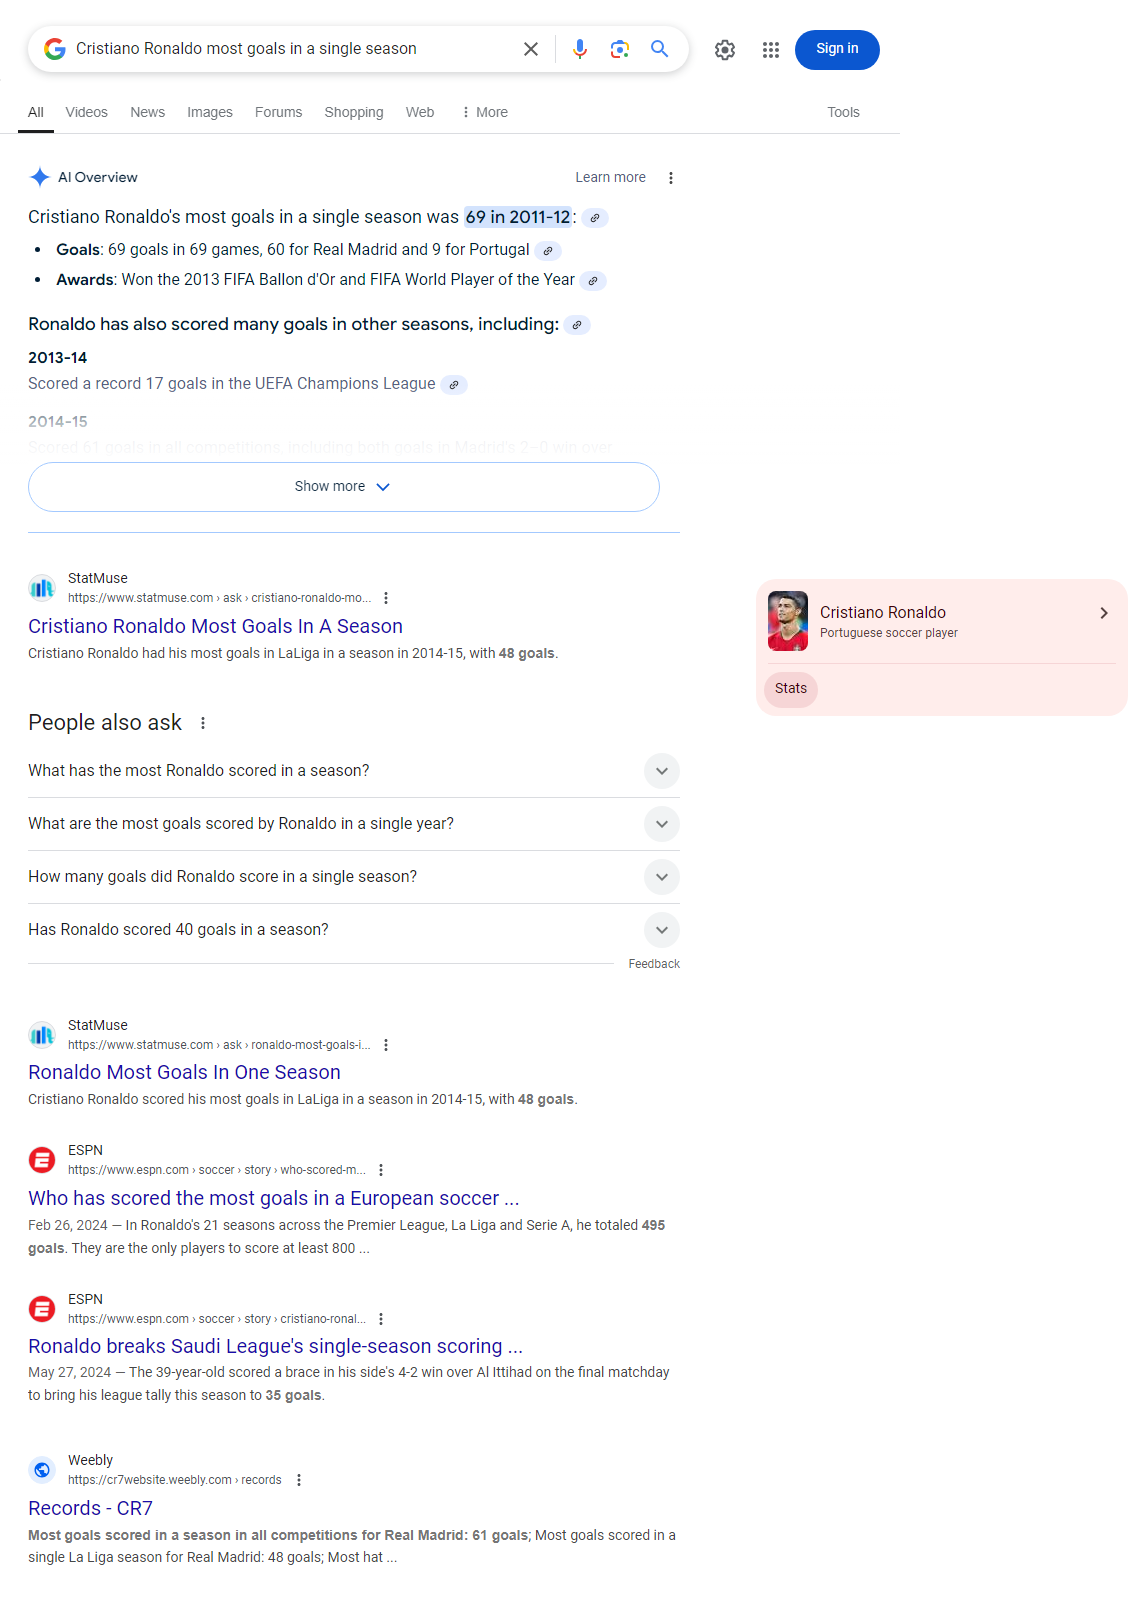 Cristiano Ronaldo most goals in a single season
Sign in
All Videos News Images Forums Shopping Web More Tools
AI Overview Learn more
Cristiano Ronaldo's most goals in a single season was 69 in 2011-12:
• Goals: 69 goals in 69 games, 60 for Real Madrid and 9 for Portugal
• Awards: Won the 2013 FIFA Ballon d'Or and FIFA World Player of the Year
Ronaldo has also scored many goals in other seasons, including:
2013-14
Scored a record 17 goals in the UEFA Champions League
2014-15
Scored 61 goals in all competitions, including both goals in Madrid's 2–0 win over
Show more
StatMuse
https://www.statmuse.com › ask › cristiano-ronaldo-mo...
Cristiano Ronaldo Most Goals In A Season
Cristiano Ronaldo had his most goals in LaLiga in a season in 2014-15, with 48 goals.
Cristiano Ronaldo
Portuguese soccer player
Stats
People also ask
What has the most Ronaldo scored in a season?
What are the most goals scored by Ronaldo in a single year?
How many goals did Ronaldo score in a single season?
Has Ronaldo scored 40 goals in a season?
Feedback
StatMuse
https://www.statmuse.com › ask › ronaldo-most-goals-i...
Ronaldo Most Goals In One Season
Cristiano Ronaldo scored his most goals in LaLiga in a season in 2014-15, with 48 goals.
ESPN
https://www.espn.com › soccer › story › who-scored-m...
Who has scored the most goals in a European soccer ...
Feb 26, 2024 — In Ronaldo's 21 seasons across the Premier League, La Liga and Serie A, he totaled 495
goals. They are the only players to score at least 800 ...
ESPN
https://www.espn.com › soccer › story › cristiano-ronal...
Ronaldo breaks Saudi League's single-season scoring ...
May 27, 2024 — The 39-year-old scored a brace in his side's 4-2 win over Al Ittihad on the final matchday
to bring his league tally this season to 35 goals.
Weebly
https://cr7website.weebly.com › records
Records - CR7
Most goals scored in a season in all competitions for Real Madrid: 61 goals; Most goals scored in a
single La Liga season for Real Madrid: 48 goals; Most hat ...